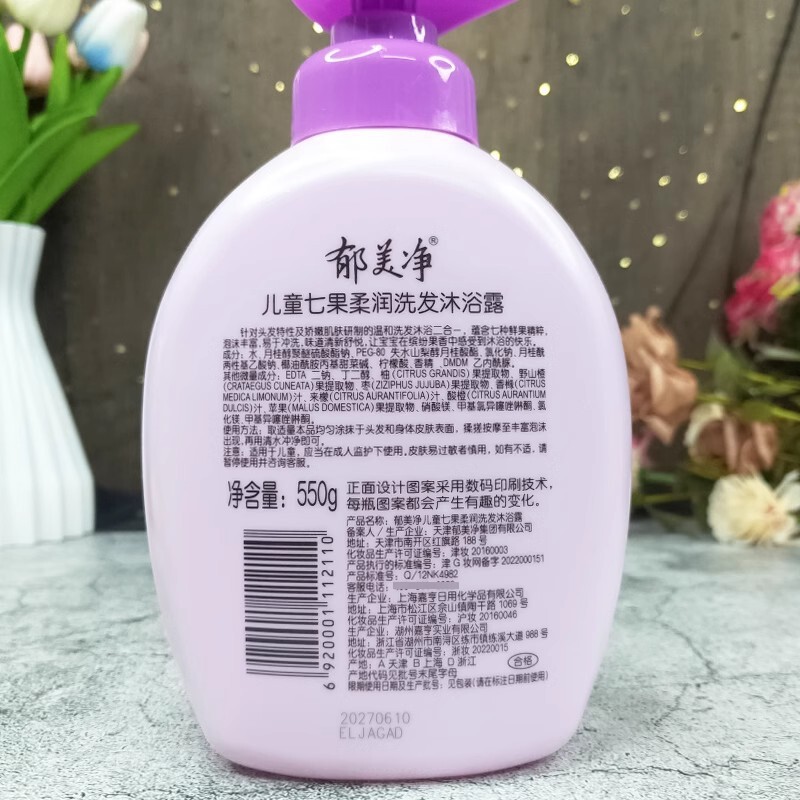 郁美净®
儿童七果柔润洗发沐浴露
针对头发特性及娇嫩肌肤研制的温和洗发沐浴二合一，蕴含七种鲜果精粹，
泡沫丰富，易于冲洗，味道清新舒悦，让宝宝在缤纷果香中感受到沐浴的快乐。
成分：水、月桂醇聚醚硫酸酯钠、PEG-80 失水山梨醇月桂酸酯、氯化钠、月桂酰
两性基乙酸钠、椰油酰胺丙基甜菜碱、柠檬酸、香精、DMDM 乙内酰脲。
其他微量成分：EDTA 二钠、丁二醇、柚(CITRUS GRANDIS)果提取物、野山楂
(CRATAEGUS CUNEATA)果提取物、枣(ZIZIPHUS JUJUBA)果提取物、香橼(CITRUS
MEDICA LIMONUM)汁、来檬(CITRUS AURANTIFOLIA)汁、酸橙(CITRUS AURANTIUM
DULCIS)汁、苹果(MALUS DOMESTICA)果提取物、硝酸镁、甲基氯异噻唑啉酮、氯
化镁、甲基异噻唑啉酮。
使用方法：取适量本品均匀涂抹于头发和身体皮肤表面，揉搓按摩至丰富泡沫
出现，再用清水冲净即可。
注意：适用于儿童，应当在成人监护下使用。皮肤易过敏者慎用，如有不适，请
暂停使用并咨询客服。
净含量：550g
正面设计图案采用数码印刷技术，
每瓶图案都会产生有趣的变化。
产品名称：郁美净儿童七果柔润洗发沐浴露
备案人／生产企业：天津郁美净集团有限公司
地址：天津市南开区红旗路 188 号
化妆品生产许可证编号：津妆 20160003
产品执行的标准编号：津 G 妆网备字 2022000151
产品标准号：Q/12NK4982
客服电话：
生产企业：上海嘉亨日用化学品有限公司
地址：上海市松江区佘山镇陶干路 1069 号
化妆品生产许可证编号：沪妆 20160046
生产企业：湖州嘉亨实业有限公司
地址：浙江省湖州市南浔区练市镇练溪大道 988 号
化妆品生产许可证编号：浙妆 20220015
产地：A 天津 B 上海 D 浙江
合格
产地代码见批号末尾字母
限期使用日期及生产批号：见包装(请在标注日期前使用)
6 920001 112110
20270610
ELJAGAD